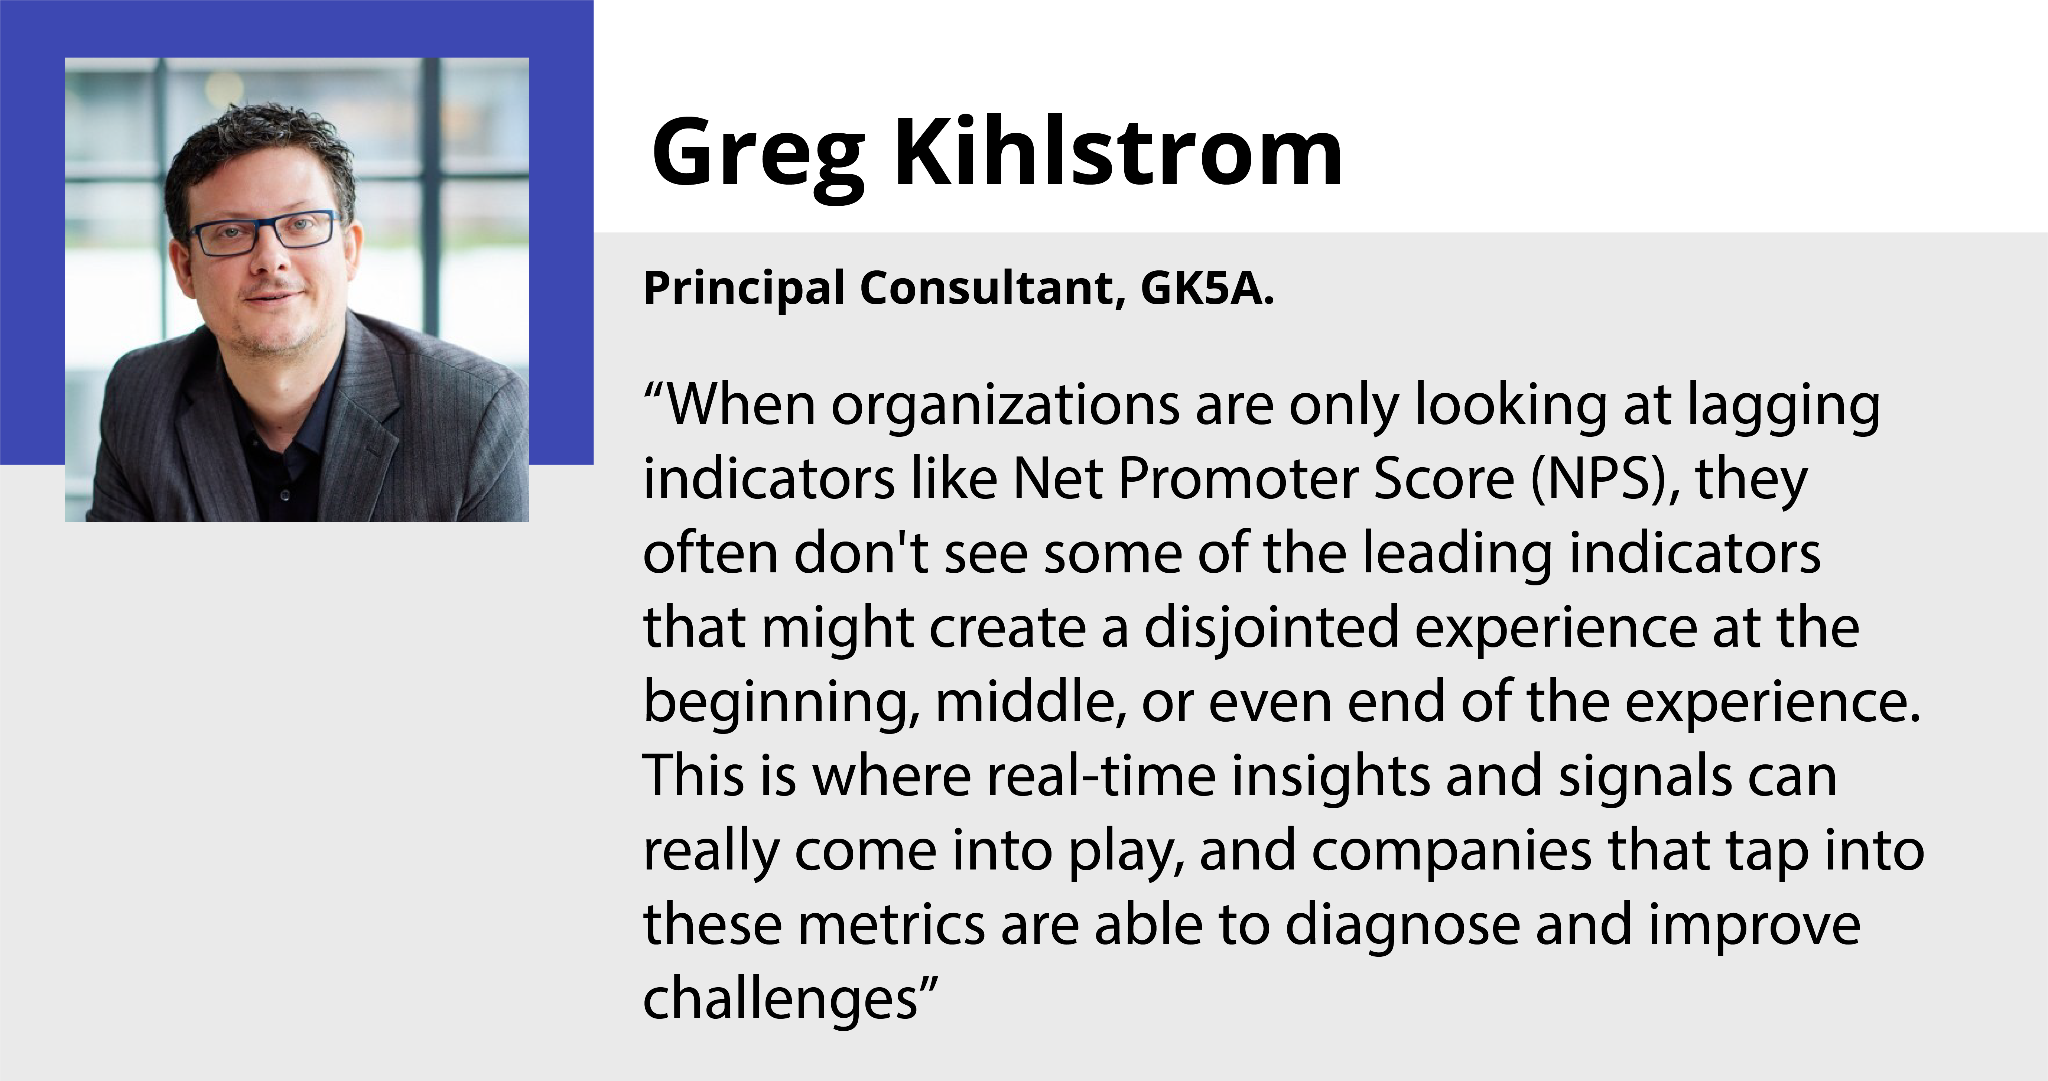 Greg Kihlstrom
Principal Consultant, GK5A.
“When organizations are only looking at lagging
indicators like Net Promoter Score (NPS), they
often don't see some of the leading indicators
that might create a disjointed experience at the
beginning, middle, or even end of the experience.
This is where real-time insights and signals can
really come into play, and companies that tap into
these metrics are able to diagnose and improve
challenges”